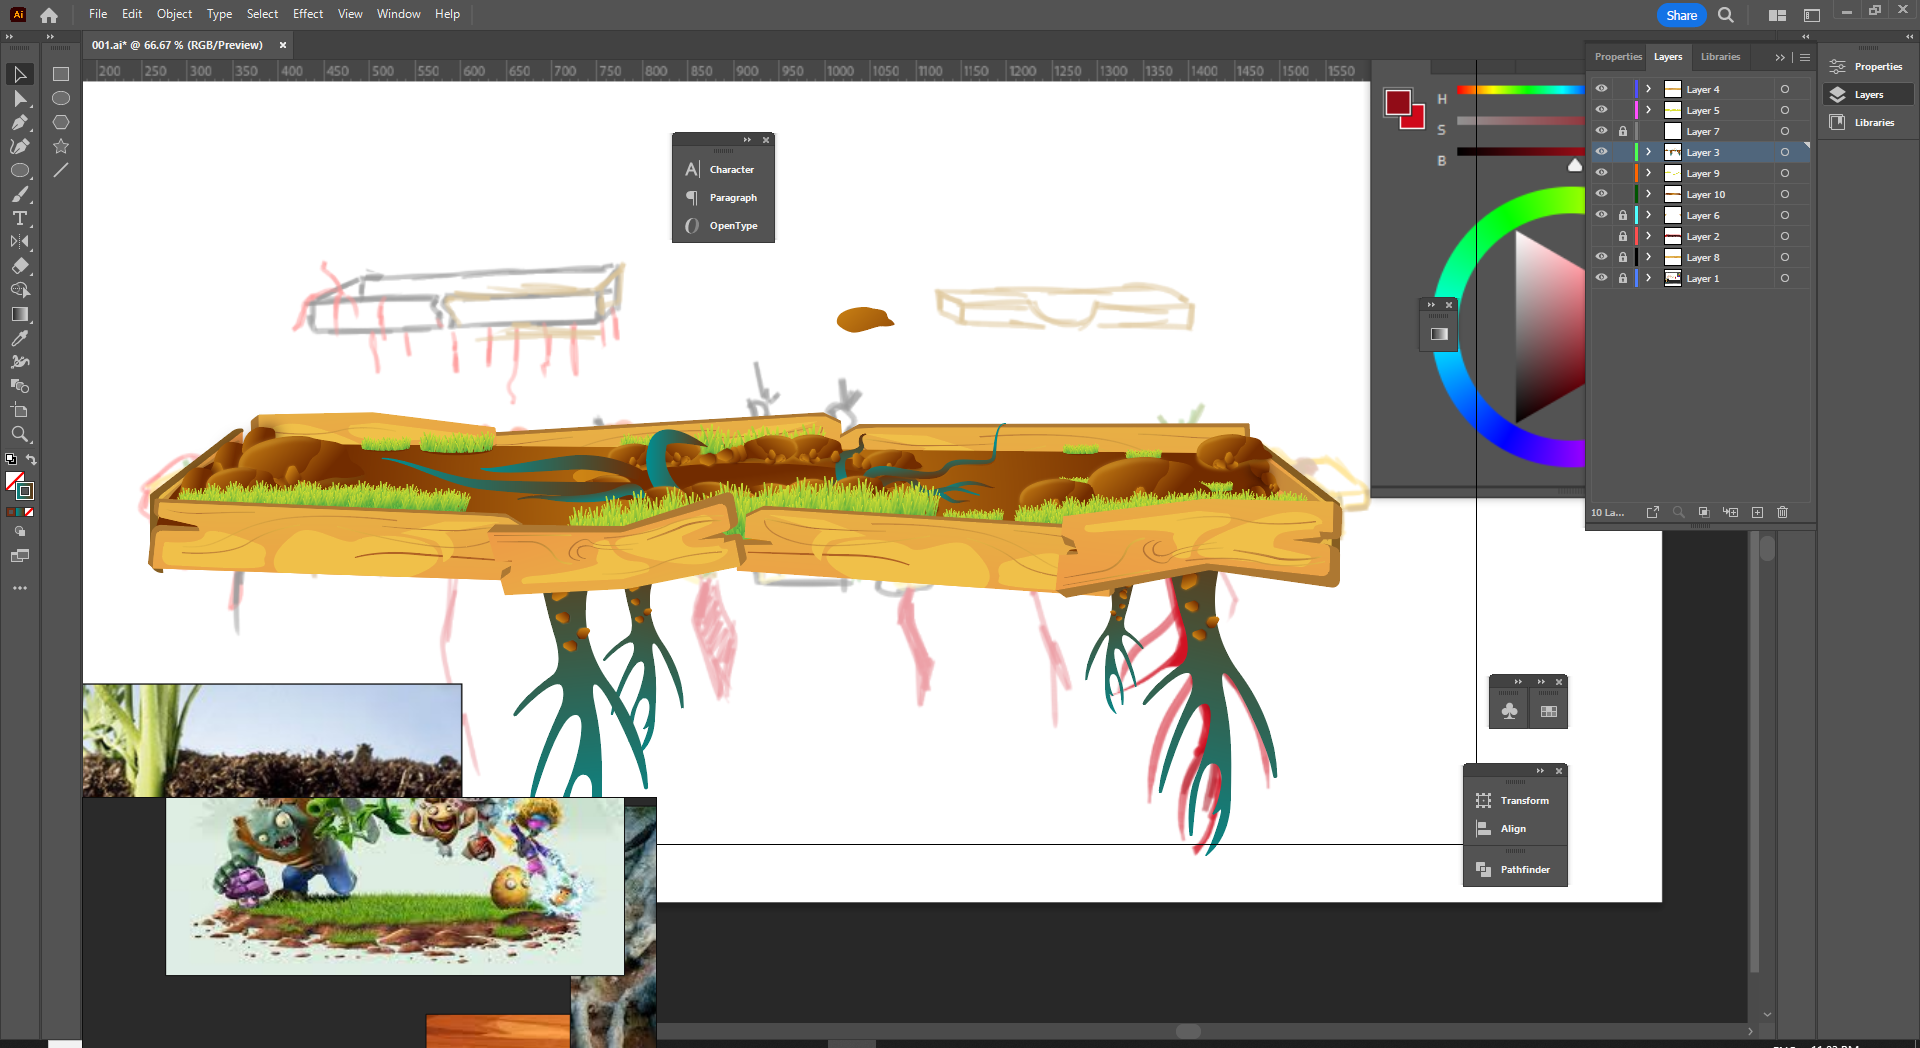 Ai
File Edit Object Type Select Effect View Window Help
Share
001.ai* @ 66.67 % (RGB/Preview)
200 250 300 350 400 450 500 550 600 650 700 750 800 850 900 950 1000 1050 1100 1150 1200 1250 1300 1350 1400 1450 1500 1550
Properties Layers Libraries
Layer 4
Layer 5
Layer 7
Layer 3
Layer 9
Layer 10
Layer 6
Layer 2
Layer 8
Layer 1
10 La...
Properties
Layers
Libraries
H
S
B
Character
Paragraph
OpenType
Transform
Align
Pathfinder